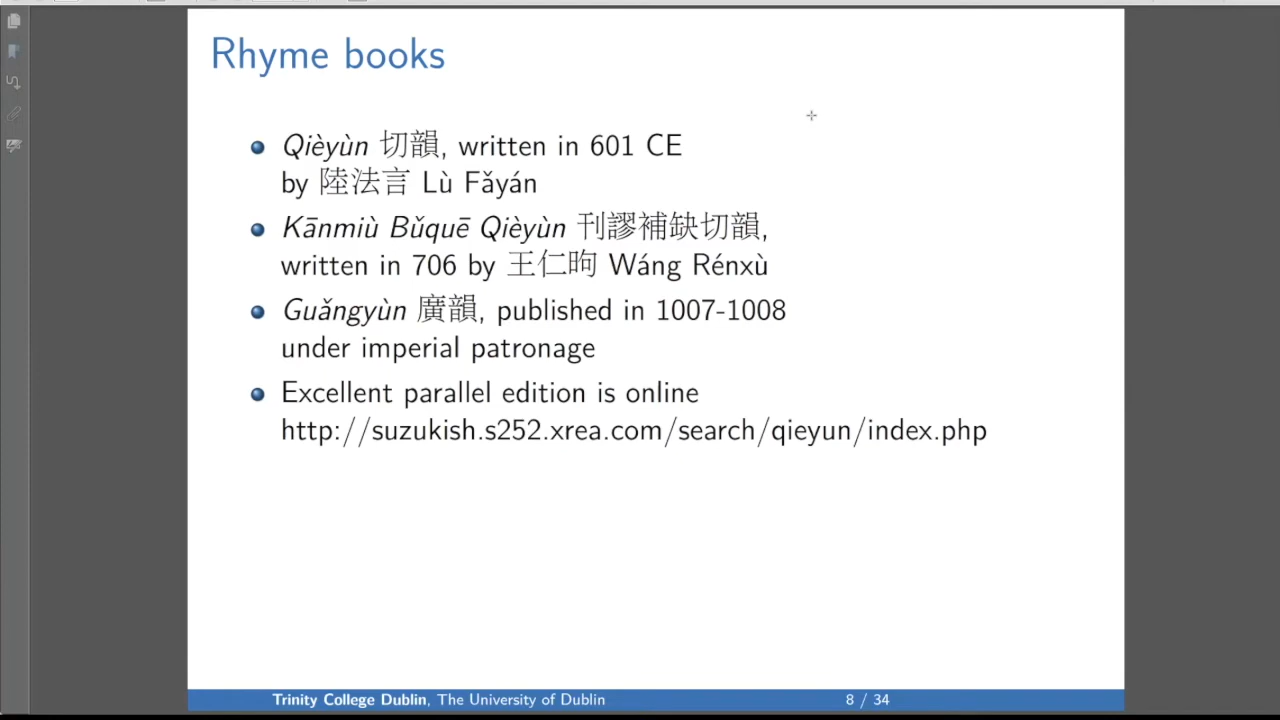 Rhyme books
Qièyùn 切韻, written in 601 CE
by 陸法言 Lù Fǎyán
Kānmiù Bǔquē Qièyùn 刊謬補缺切韻,
written in 706 by 王仁昫 Wáng Rénxù
Guǎngyùn 廣韻, published in 1007-1008
under imperial patronage
Excellent parallel edition is online
http://suzukish.s252.xrea.com/search/qieyun/index.php
Trinity College Dublin, The University of Dublin
8 / 34